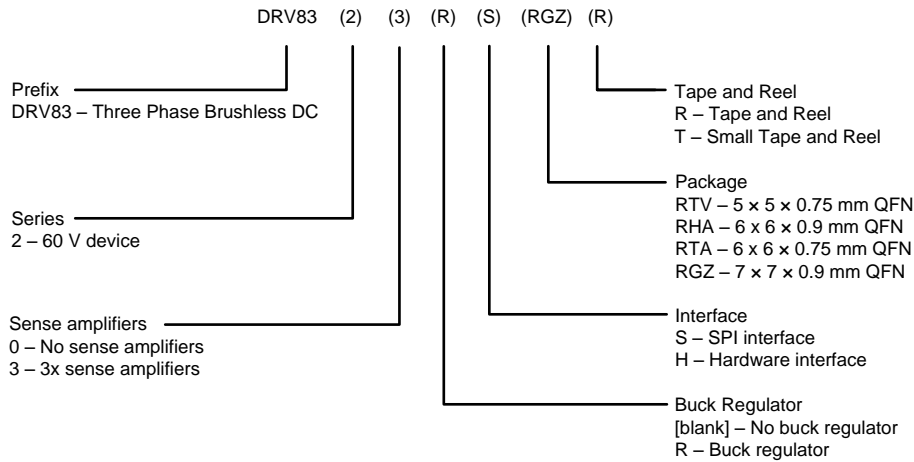 DRV83 (2) (3) (R) (S) (RGZ) (R)
Prefix
DRV83 – Three Phase Brushless DC
Series
2 – 60 V device
Sense amplifiers
0 – No sense amplifiers
3 – 3x sense amplifiers
Tape and Reel
R – Tape and Reel
T – Small Tape and Reel
Package
RTV – 5 × 5 × 0.75 mm QFN
RHA – 6 x 6 × 0.9 mm QFN
RTA – 6 x 6 × 0.75 mm QFN
RGZ – 7 × 7 × 0.9 mm QFN
Interface
S – SPI interface
H – Hardware interface
Buck Regulator
[blank] – No buck regulator
R – Buck regulator